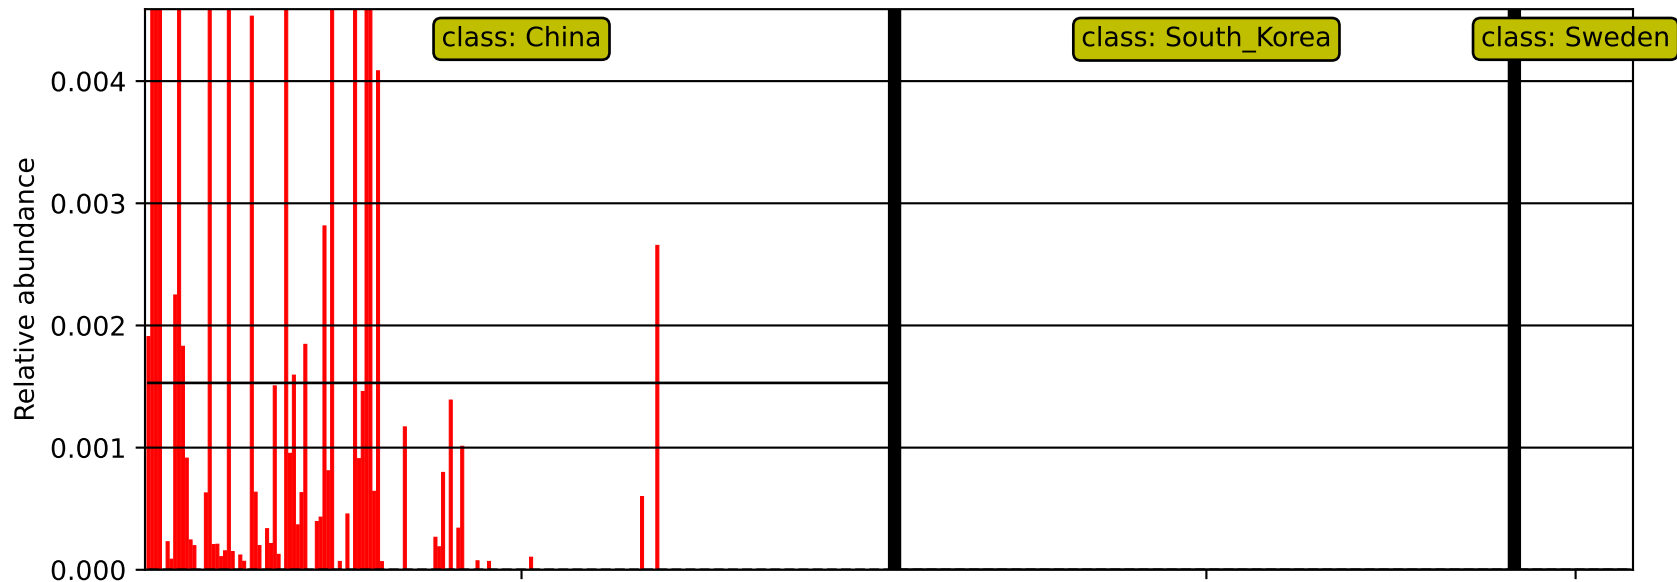 class: China
class: South_Korea
class: Sweden
Relative abundance
0.004
0.003
0.002
0.001
0.000